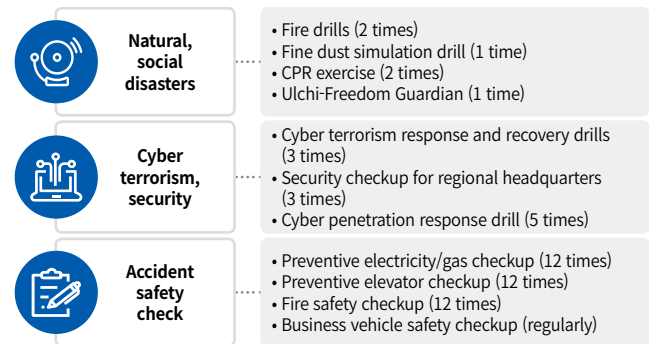 Natural,
social
disasters
• Fire drills (2 times)
• Fine dust simulation drill (1 time)
• CPR exercise (2 times)
• Ulchi-Freedom Guardian (1 time)
Cyber
terrorism,
security
• Cyber terrorism response and recovery drills
(3 times)
• Security checkup for regional headquarters
(3 times)
• Cyber penetration response drill (5 times)
Accident
safety
check
• Preventive electricity/gas checkup (12 times)
• Preventive elevator checkup (12 times)
• Fire safety checkup (12 times)
• Business vehicle safety checkup (regularly)